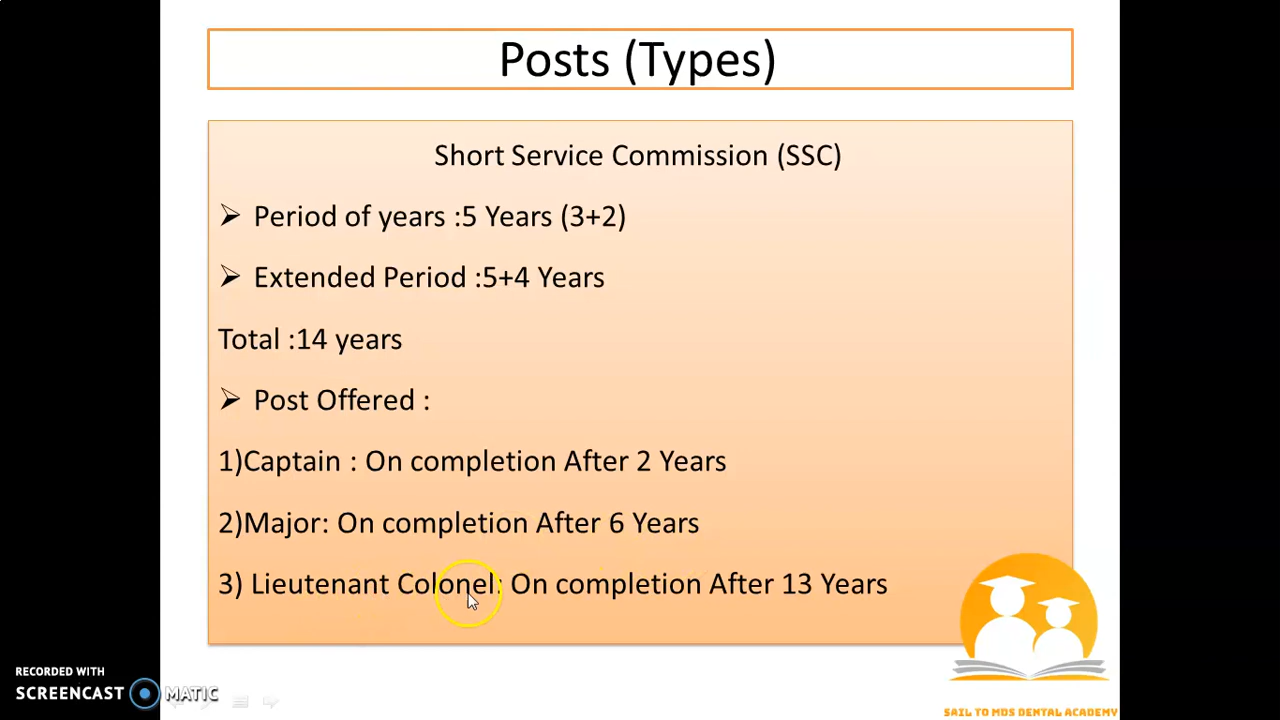 Posts (Types)
Short Service Commission (SSC)
➢ Period of years :5 Years (3+2)
➢ Extended Period :5+4 Years
Total :14 years
➢ Post Offered :
1)Captain : On completion After 2 Years
2)Major: On completion After 6 Years
3) Lieutenant Colonel: On completion After 13 Years
RECORDED WITH
SCREENCAST MATIC
SAIL TO MDS DENTAL ACADEMY